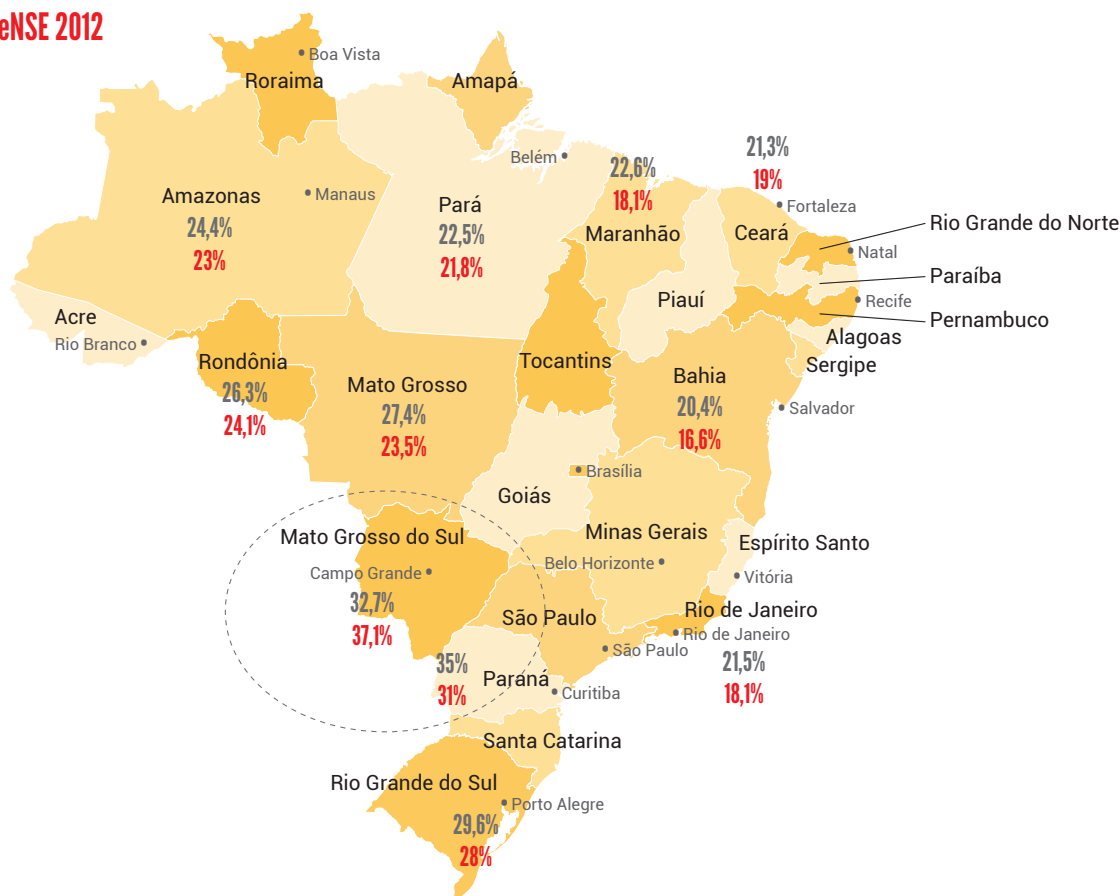 eNSE 2012
Boa Vista
Roraima
Amapá
Belém
Amazonas
Manaus
24,4%
23%
Pará
22,5%
21,8%
22,6%
18,1%
Maranhão
21,3%
19%
Fortaleza
Ceará
Rio Grande do Norte
Natal
Paraíba
Piauí
Recife
Pernambuco
Alagoas
Sergipe
Acre
Rio Branco
Rondônia
26,3%
24,1%
Mato Grosso
27,4%
23,5%
Tocantins
Bahia
20,4%
16,6%
Salvador
Brasília
Goiás
Minas Gerais
Belo Horizonte
Espírito Santo
Vitória
Mato Grosso do Sul
Campo Grande
32,7%
37,1%
São Paulo
São Paulo
Rio de Janeiro
Rio de Janeiro
21,5%
18,1%
35%
31%
Paraná
Curitiba
Santa Catarina
Rio Grande do Sul
Porto Alegre
29,6%
28%